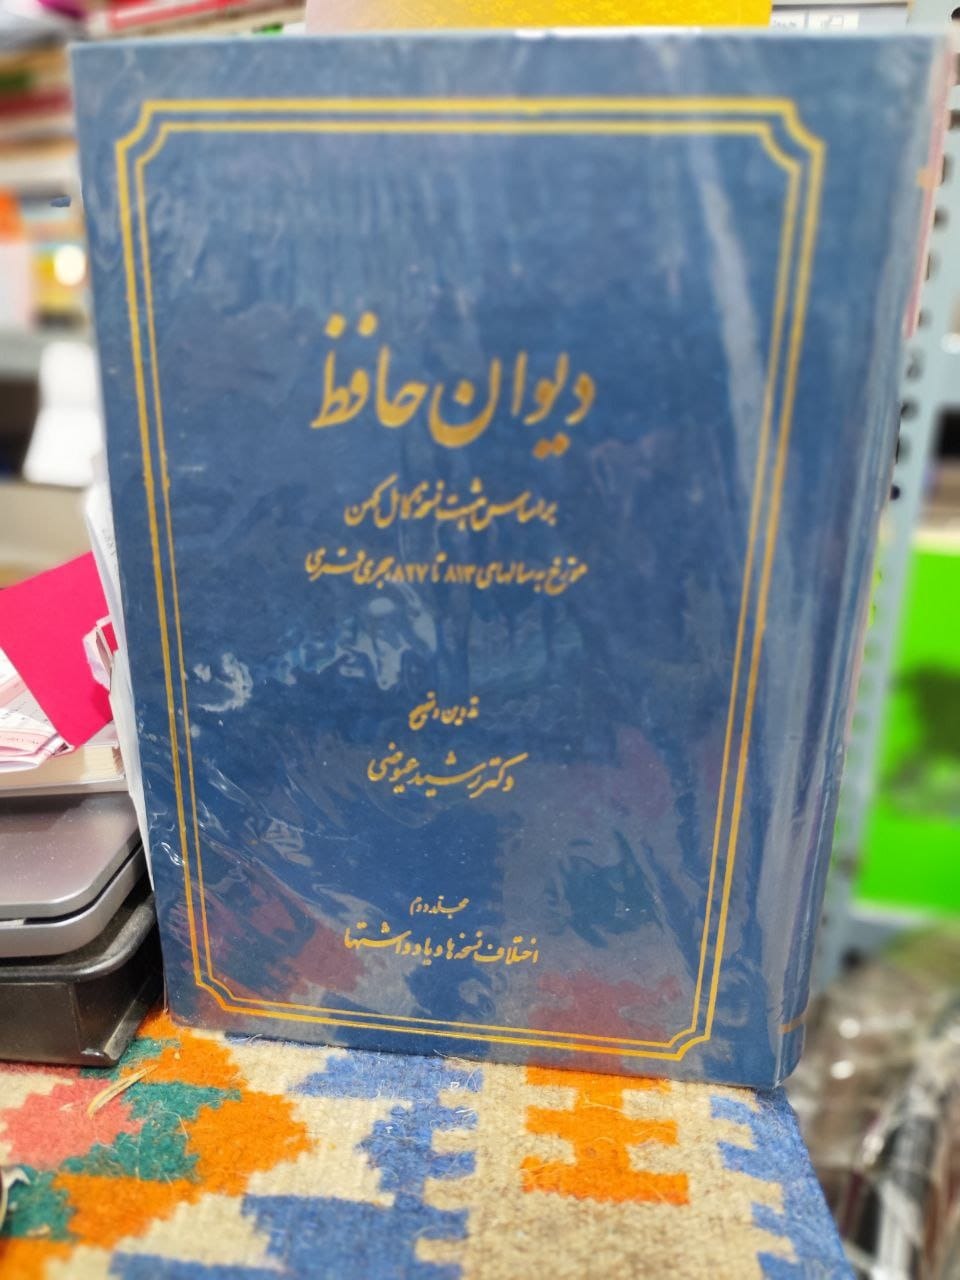 دیوان حافظ
بر اساس هشت نسخهٔ کامل کهن
مورخ به سالهای ۸۱۳ تا ۸۲۷ هجری قمری
تدوین و تصحیح
دکتر رشید عیوضی
مجلد دوم
اختلاف نسخه ها و یادداشتها